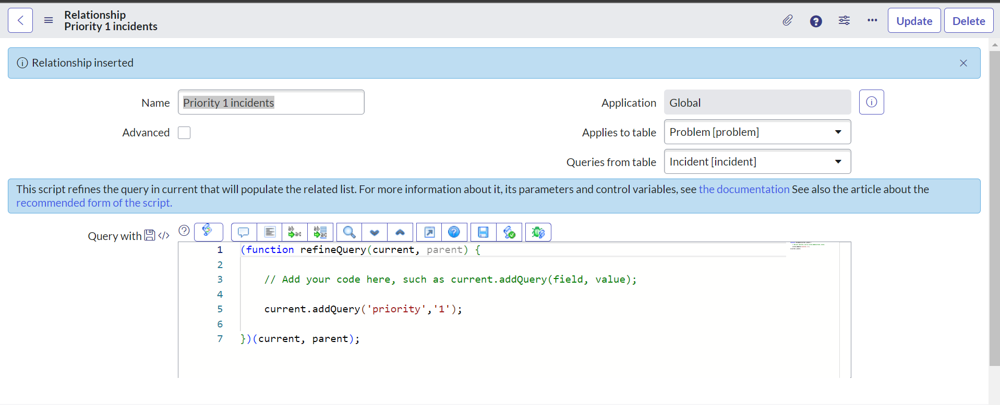 Relationship
Priority 1 incidents
Update
Delete
Relationship inserted
Name
Priority 1 incidents
Application
Global
Advanced
Applies to table
Problem [problem]
Queries from table
Incident [incident]
This script refines the query in current that will populate the related list. For more information about it, its parameters and control variables, see the documentation See also the article about the
recommended form of the script.
Query with
1 (function refineQuery(current, parent) {
2
3 // Add your code here, such as current.addQuery(field, value);
4
5 current.addQuery('priority','1');
6
7 })(current, parent);